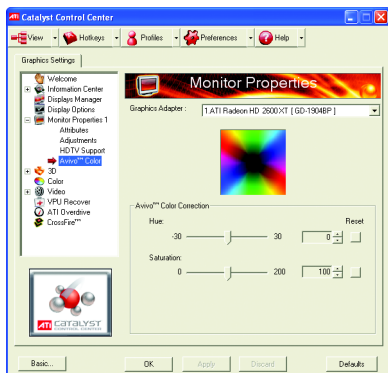 ATI Catalyst Control Center
View Hotkeys Profiles Preferences Help
Graphics Settings
Welcome
Information Center
Displays Manager
Display Options
Monitor Properties 1
Attributes
Adjustments
HDTV Support
Avivo™ Color
3D
Color
Video
VPU Recover
ATI Overdrive
CrossFire™
ATI CATALYST
CONTROL CENTER
Monitor Properties
Graphics Adapter :
1.ATI Radeon HD 2600 XT [ GD-1904BP ]
Avivo™ Color Correction
Hue: Reset
-30 30 0
Saturation:
0 200 100
Basic... OK Apply Discard Defaults